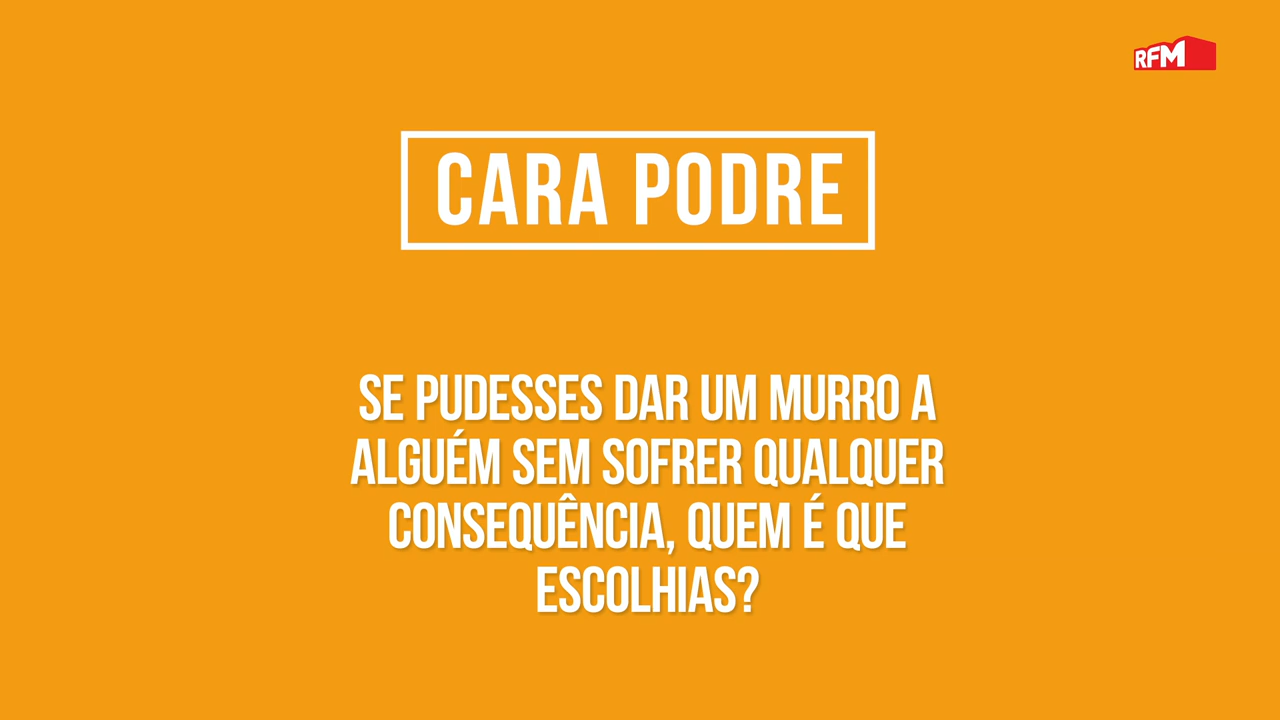 RFM
CARA PODRE
SE PUDESSES DAR UM MURRO A
ALGUÉM SEM SOFRER QUALQUER
CONSEQUÊNCIA, QUEM É QUE
ESCOLHIAS?